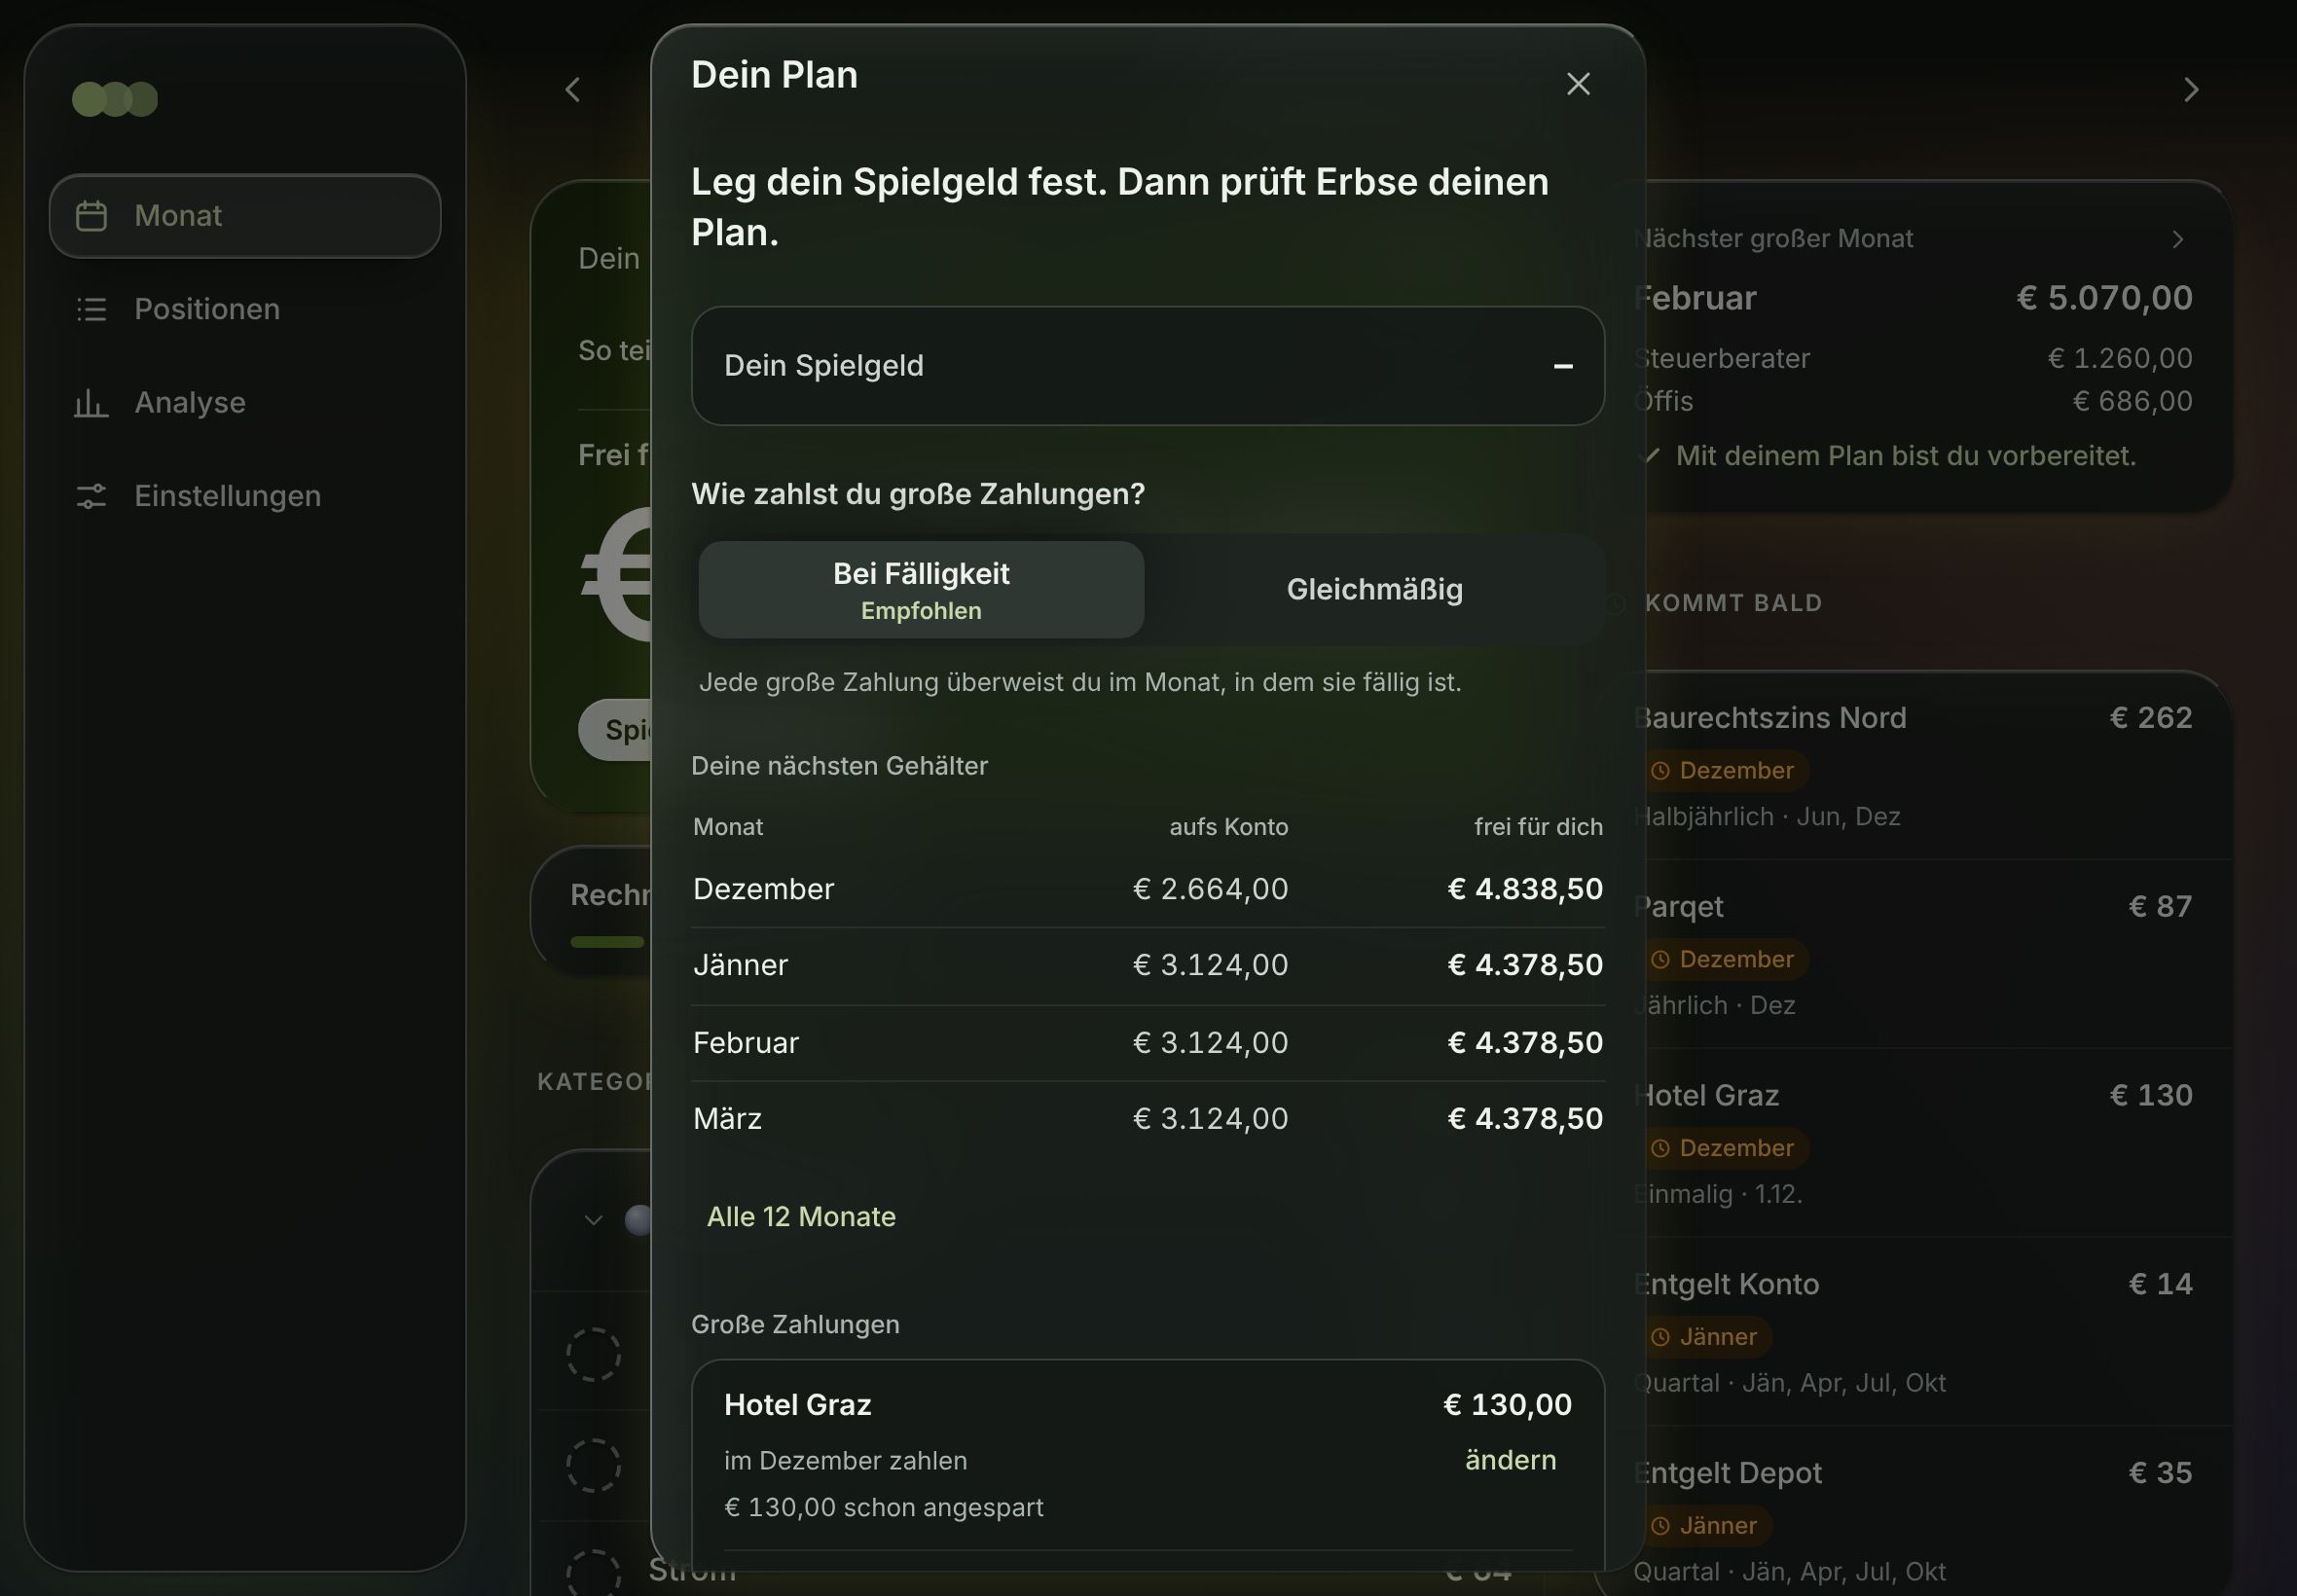 Monat
Positionen
Analyse
Einstellungen
Dein
So tei
Frei f
€
Spi
Rech
KATEGOR
Dein Plan
Leg dein Spielgeld fest. Dann prüft Erbse deinen
Plan.
Dein Spielgeld –
Wie zahlst du große Zahlungen?
Bei Fälligkeit
Empfohlen
Gleichmäßig
Jede große Zahlung überweist du im Monat, in dem sie fällig ist.
Deine nächsten Gehälter
Monat aufs Konto frei für dich
Dezember € 2.664,00 € 4.838,50
Jänner € 3.124,00 € 4.378,50
Februar € 3.124,00 € 4.378,50
März € 3.124,00 € 4.378,50
Alle 12 Monate
Große Zahlungen
Hotel Graz € 130,00
im Dezember zahlen ändern
€ 130,00 schon angespart
Strom € 64
Nächster großer Monat
Februar € 5.070,00
Steuerberater € 1.260,00
Öffis € 686,00
Mit deinem Plan bist du vorbereitet.
KOMMT BALD
Baurechtszins Nord € 262
Dezember
Halbjährlich · Jun, Dez
Parqet € 87
Dezember
Jährlich · Dez
Hotel Graz € 130
Dezember
Einmalig · 1.12.
Entgelt Konto € 14
Jänner
Quartal · Jän, Apr, Jul, Okt
Entgelt Depot € 35
Jänner
Quartal · Jän, Apr, Jul, Okt